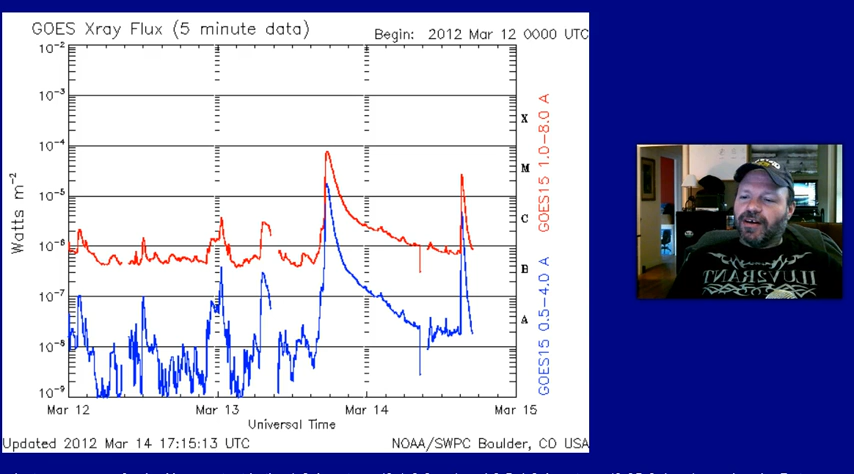 GOES Xray Flux (5 minute data)
Begin: 2012 Mar 12 0000 UTC
10-2
10-3
10-4
10-5
10-6
10-7
10-8
10-9
Watts m-2
X
M
C
B
A
GOES15 1.0-8.0 A
GOES15 0.5-4.0 A
Mar 12
Mar 13
Mar 14
Mar 15
Universal Time
Updated 2012 Mar 14 17:15:13 UTC
NOAA/SWPC Boulder, CO USA
ILUV2RANT